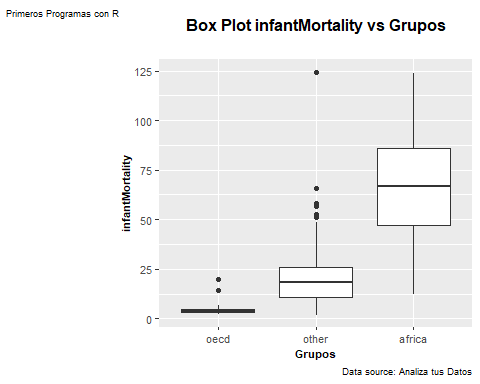 Primeros Programas con R
Box Plot infantMortality vs Grupos
infantMortality
125
100
75
50
25
0
oecd other africa
Grupos
Data source: Analiza tus Datos